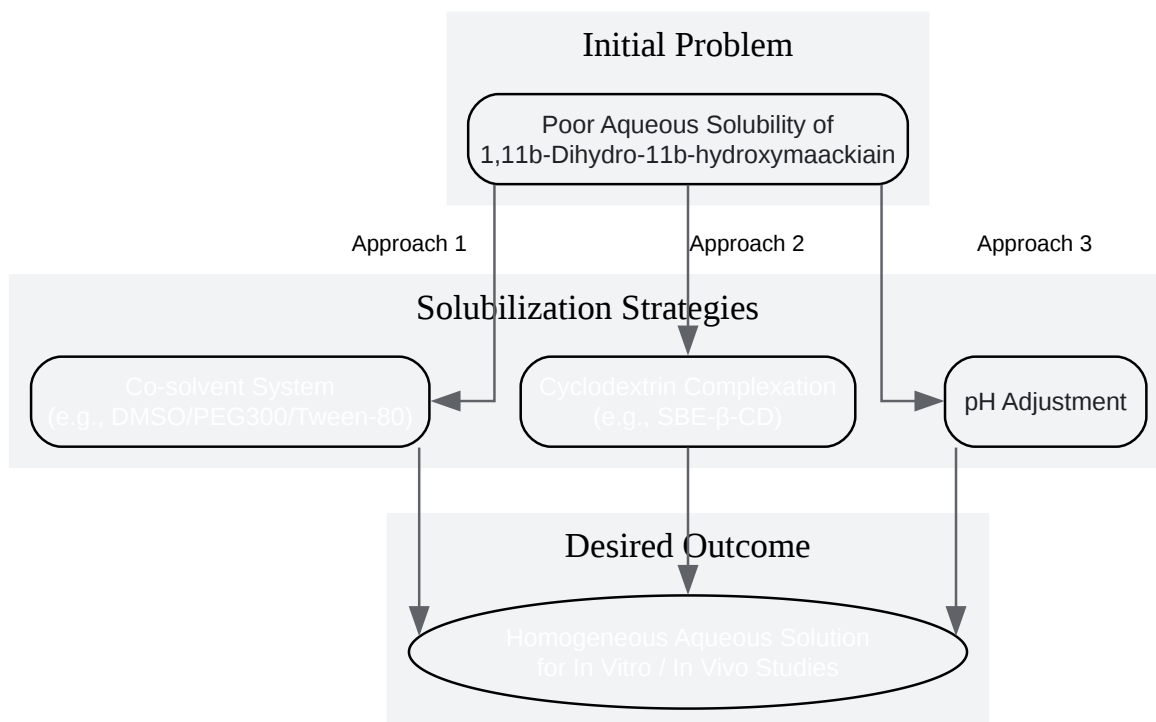 Initial Problem
Poor Aqueous Solubility of
1,11b-Dihydro-11b-hydroxymaackiain
Approach 1
Approach 2
Approach 3
Solubilization Strategies
Co-solvent System
(e.g., DMSO/PEG300/Tween-80)
Cyclodextrin Complexation
(e.g., SBE-β-CD)
pH Adjustment
Desired Outcome
Homogeneous Aqueous Solution
for In Vitro / In Vivo Studies